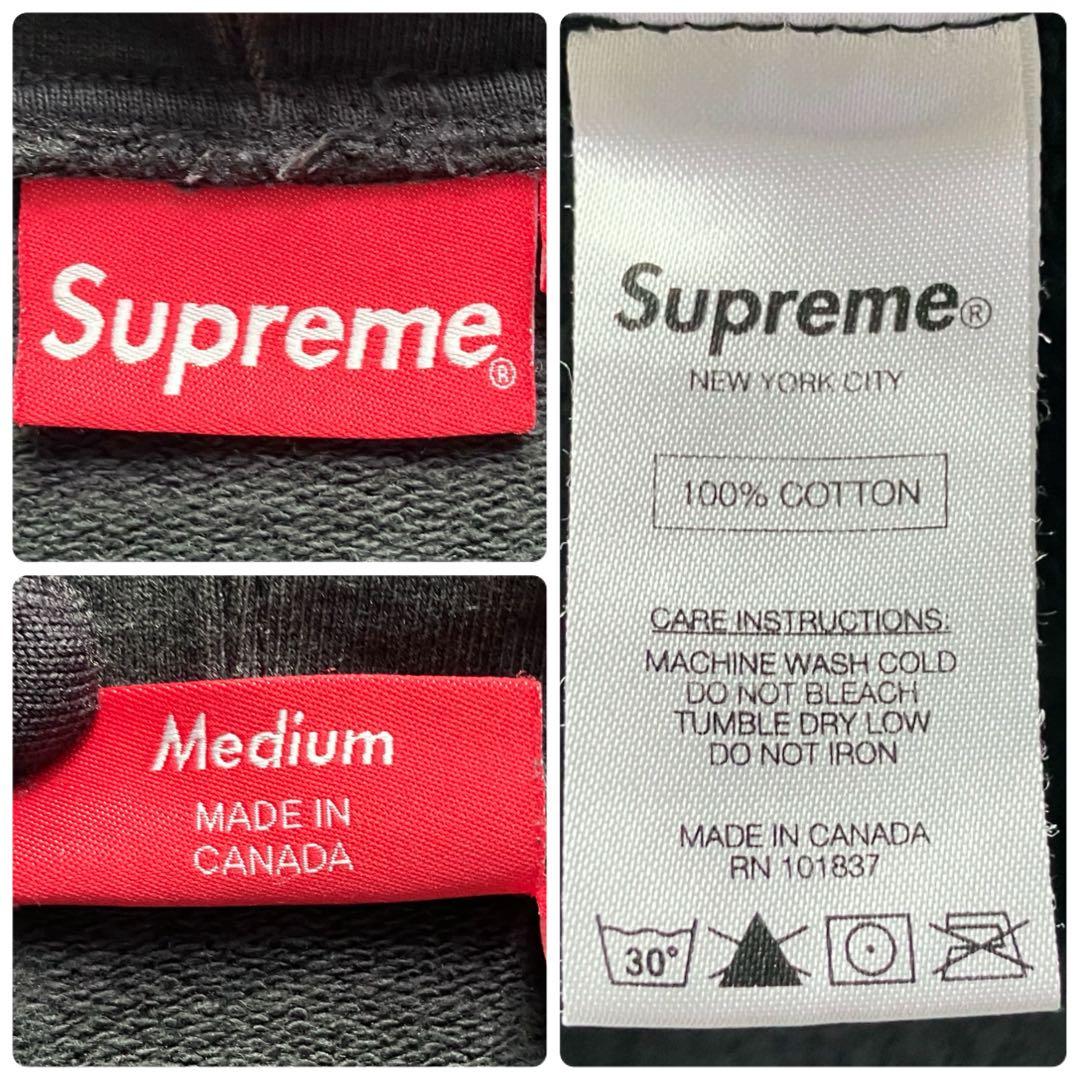 Supreme®
Medium
MADE IN
CANADA
Supreme®
NEW YORK CITY
100% COTTON
CARE INSTRUCTIONS:
MACHINE WASH COLD
DO NOT BLEACH
TUMBLE DRY LOW
DO NOT IRON
MADE IN CANADA
RN 101837
30°